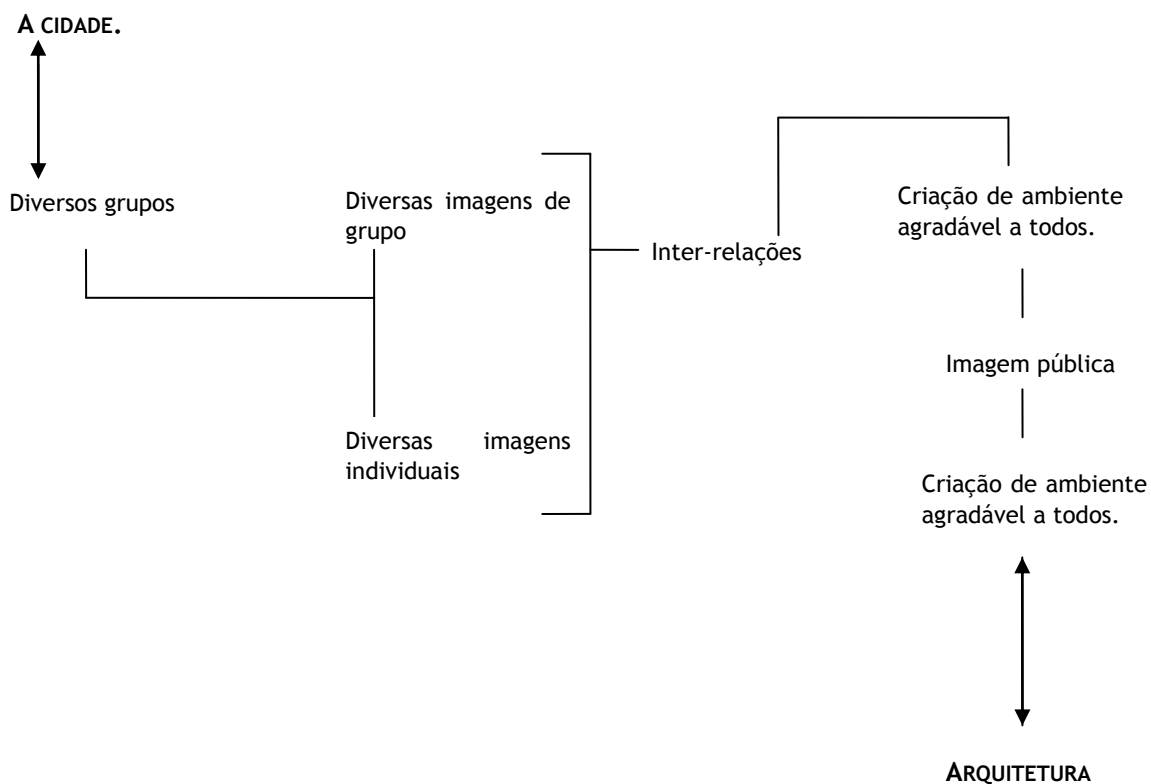 A CIDADE.
Diversos grupos
Diversas imagens de
grupo
Diversas imagens
individuais
Inter-relações
Criação de ambiente
agradável a todos.
Imagem pública
Criação de ambiente
agradável a todos.
ARQUITETURA